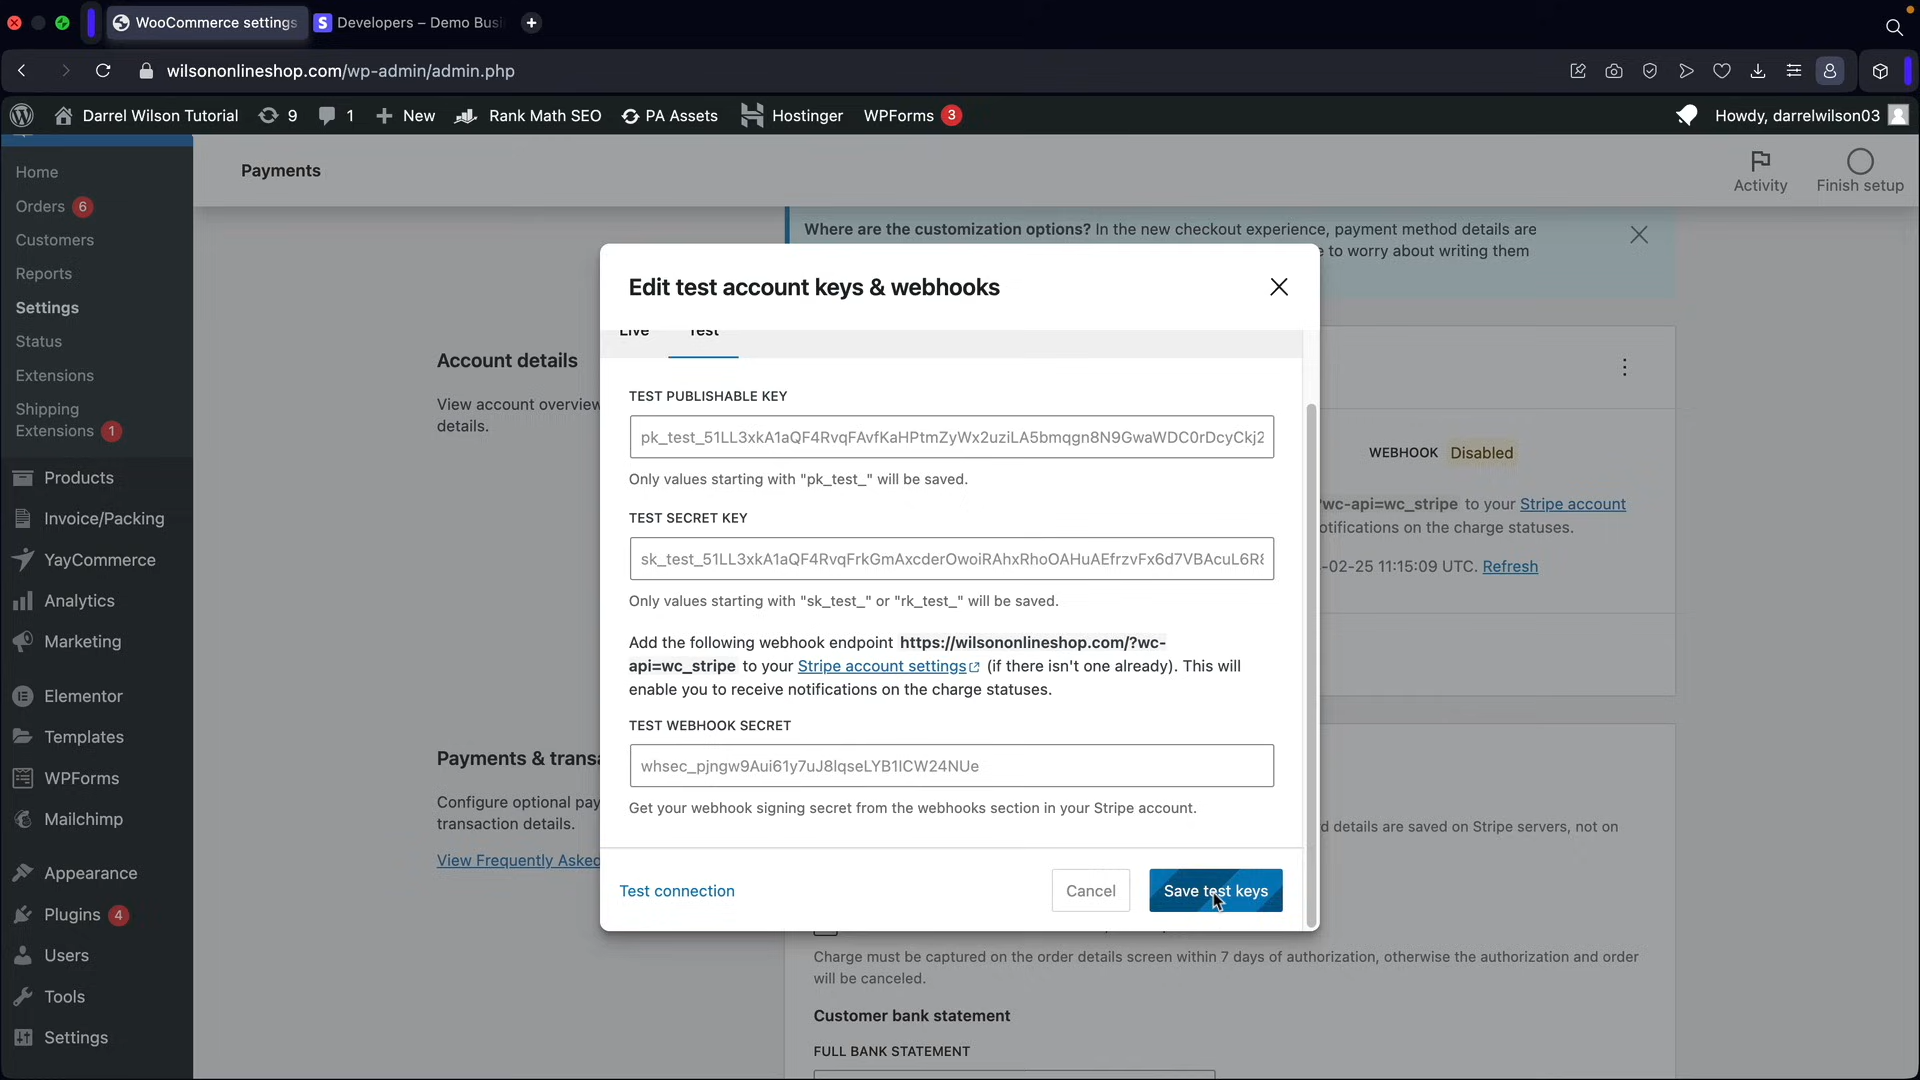 WooCommerce settings
Developers – Demo Busi
wilsononlineshop.com/wp-admin/admin.php
Darrel Wilson Tutorial
9
1
New
Rank Math SEO
PA Assets
Hostinger
WPForms 3
Howdy, darrelwilson03
Home
Orders 6
Customers
Reports
Settings
Status
Extensions
Shipping
Extensions 1
Products
Invoice/Packing
YayCommerce
Analytics
Marketing
Elementor
Templates
WPForms
Mailchimp
Appearance
Plugins 4
Users
Tools
Settings
Payments
Activity
Finish setup
Where are the customization options? In the new checkout experience, payment method details are
e to worry about writing them
Account details
View account overview
details.
WEBHOOK Disabled
?wc-api=wc_stripe to your Stripe account
otifications on the charge statuses.
-02-25 11:15:09 UTC. Refresh
Edit test account keys & webhooks
Live Test
TEST PUBLISHABLE KEY
pk_test_51LL3xkA1aQF4RvqFAvfKaHPtmZyWx2uziLA5bmqgn8N9GwaWDC0rDcyCkj2
Only values starting with "pk_test_" will be saved.
TEST SECRET KEY
sk_test_51LL3xkA1aQF4RvqFrkGmAxcderOwoiRAhxRhoOAHuAEfrzvFx6d7VBAcuL6R8
Only values starting with "sk_test_" or "rk_test_" will be saved.
Add the following webhook endpoint https://wilsononlineshop.com/?wc-
api=wc_stripe to your Stripe account settings (if there isn't one already). This will
enable you to receive notifications on the charge statuses.
TEST WEBHOOK SECRET
whsec_pjngw9Aui61y7uJ8lqseLYB1ICW24NUe
Get your webhook signing secret from the webhooks section in your Stripe account.
Test connection
Cancel
Save test keys
Payments & transa
Configure optional pay
transaction details.
View Frequently Asked
d details are saved on Stripe servers, not on
Charge must be captured on the order details screen within 7 days of authorization, otherwise the authorization and order
will be canceled.
Customer bank statement
FULL BANK STATEMENT